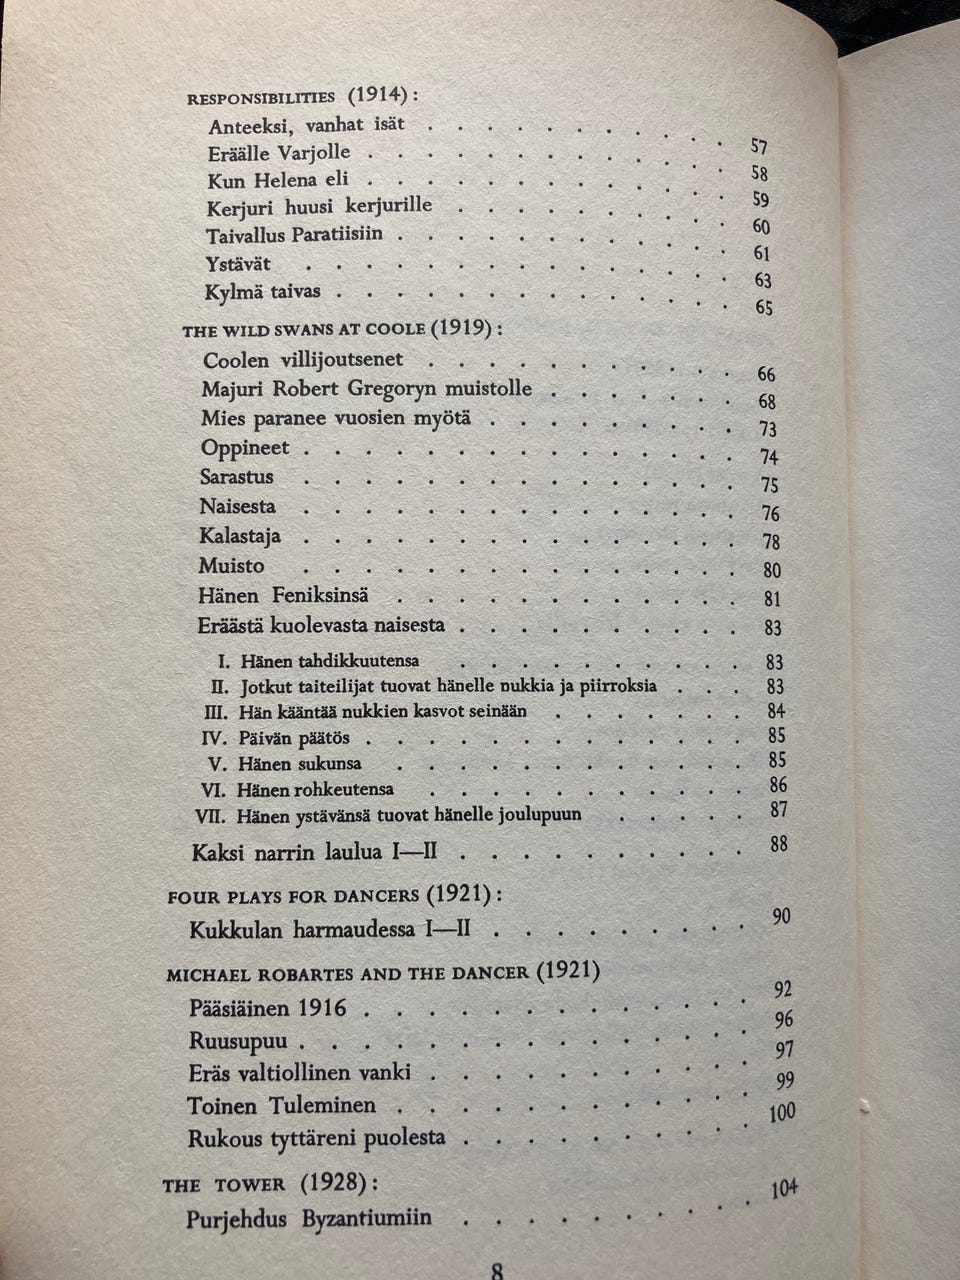 RESPONSIBILITIES (1914):
Anteeksi, vanhat isät . . . . . . . . . . . 57
Eräälle Varjolle . . . . . . . . . . . . . 58
Kun Helena eli . . . . . . . . . . . . . 59
Kerjuri huusi kerjurille . . . . . . . . . . 60
Taivallus Paratiisiin . . . . . . . . . . . . 61
Ystävät . . . . . . . . . . . . . . . 63
Kylmä taivas . . . . . . . . . . . . . . 65
THE WILD SWANS AT COOLE (1919):
Coolen villijoutsenet . . . . . . . . . . . 66
Majuri Robert Gregoryn muistolle . . . . . . . 68
Mies paranee vuosien myötä . . . . . . . . . 73
Oppineet . . . . . . . . . . . . . . . 74
Sarastus . . . . . . . . . . . . . . . 75
Naisesta . . . . . . . . . . . . . . . 76
Kalastaja . . . . . . . . . . . . . . . 78
Muisto . . . . . . . . . . . . . . . 80
Hänen Feniksinsä . . . . . . . . . . . . 81
Eräästä kuolevasta naisesta . . . . . . . . . . 83
I. Hänen tahdikkuutensa . . . . . . . . . . 83
II. Jotkut taiteilijat tuovat hänelle nukkia ja piirroksia . . . 83
III. Hän kääntää nukkien kasvot seinään . . . . . . . 84
IV. Päivän päätös . . . . . . . . . . . . . 85
V. Hänen sukunsa . . . . . . . . . . . . 85
VI. Hänen rohkeutensa . . . . . . . . . . . 86
VII. Hänen ystävänsä tuovat hänelle joulupuun . . . . . 87
Kaksi narrin laulua I—II . . . . . . . . . . 88
FOUR PLAYS FOR DANCERS (1921):
Kukkulan harmaudessa I—II . . . . . . . . . 90
MICHAEL ROBARTES AND THE DANCER (1921)
Pääsiäinen 1916 . . . . . . . . . . . . . 92
Ruusupuu . . . . . . . . . . . . . . . 96
Eräs valtiollinen vanki . . . . . . . . . . . 97
Toinen Tuleminen . . . . . . . . . . . . 99
Rukous tyttäreni puolesta . . . . . . . . . . 100
THE TOWER (1928):
Purjehdus Byzantiumiin . . . . . . . . . . 104
8